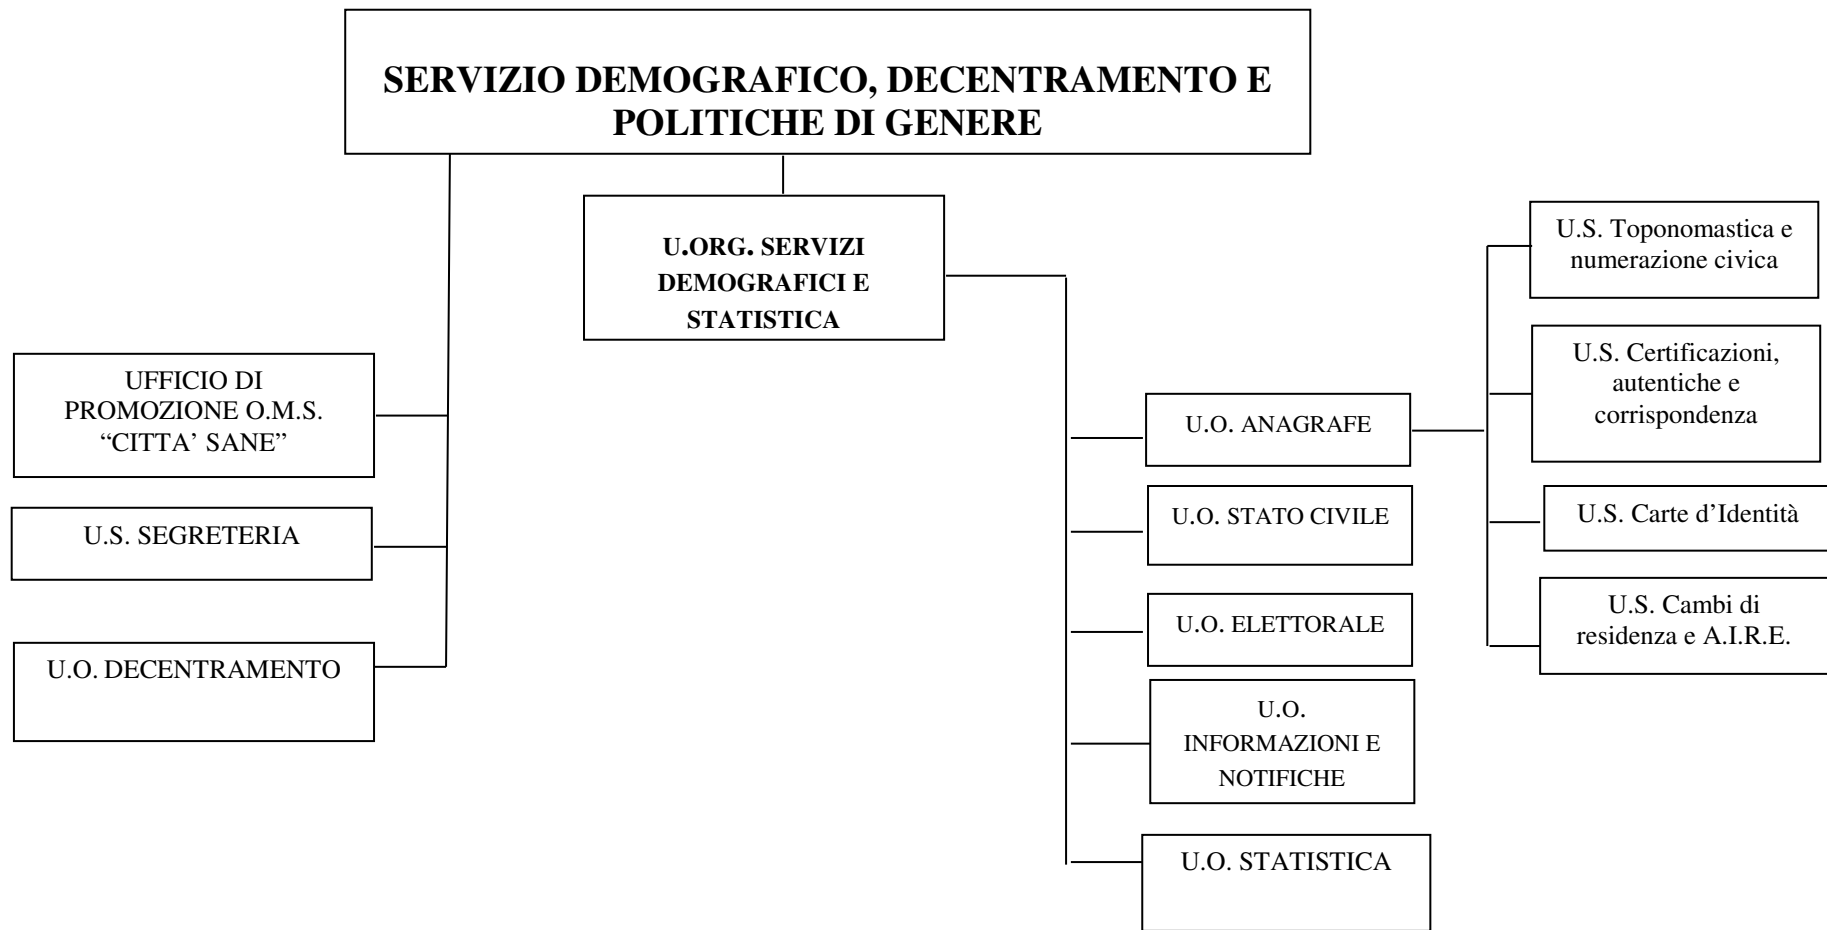 SERVIZIO DEMOGRAFICO, DECENTRAMENTO E
POLITICHE DI GENERE
U.ORG. SERVIZI
DEMOGRAFICI E
STATISTICA
UFFICIO DI
PROMOZIONE O.M.S.
“CITTA’ SANE”
U.S. SEGRETERIA
U.O. DECENTRAMENTO
U.O. ANAGRAFE
U.O. STATO CIVILE
U.O. ELETTORALE
U.O.
INFORMAZIONI E
NOTIFICHE
U.O. STATISTICA
U.S. Toponomastica e
numerazione civica
U.S. Certificazioni,
autentiche e
corrispondenza
U.S. Carte d’Identità
U.S. Cambi di
residenza e A.I.R.E.